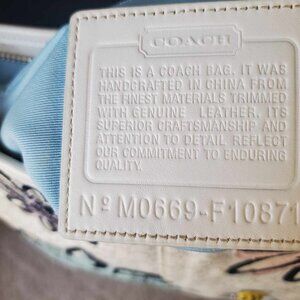 COACH
THIS IS A COACH BAG. IT WAS
HANDCRAFTED IN CHINA FROM
THE FINEST MATERIALS TRIMMED
WITH GENUINE LEATHER. ITS
SUPERIOR CRAFTSMANSHIP AND
ATTENTION TO DETAIL REFLECT
OUR COMMITMENT TO ENDURING
QUALITY.
Nº M0669-F10871